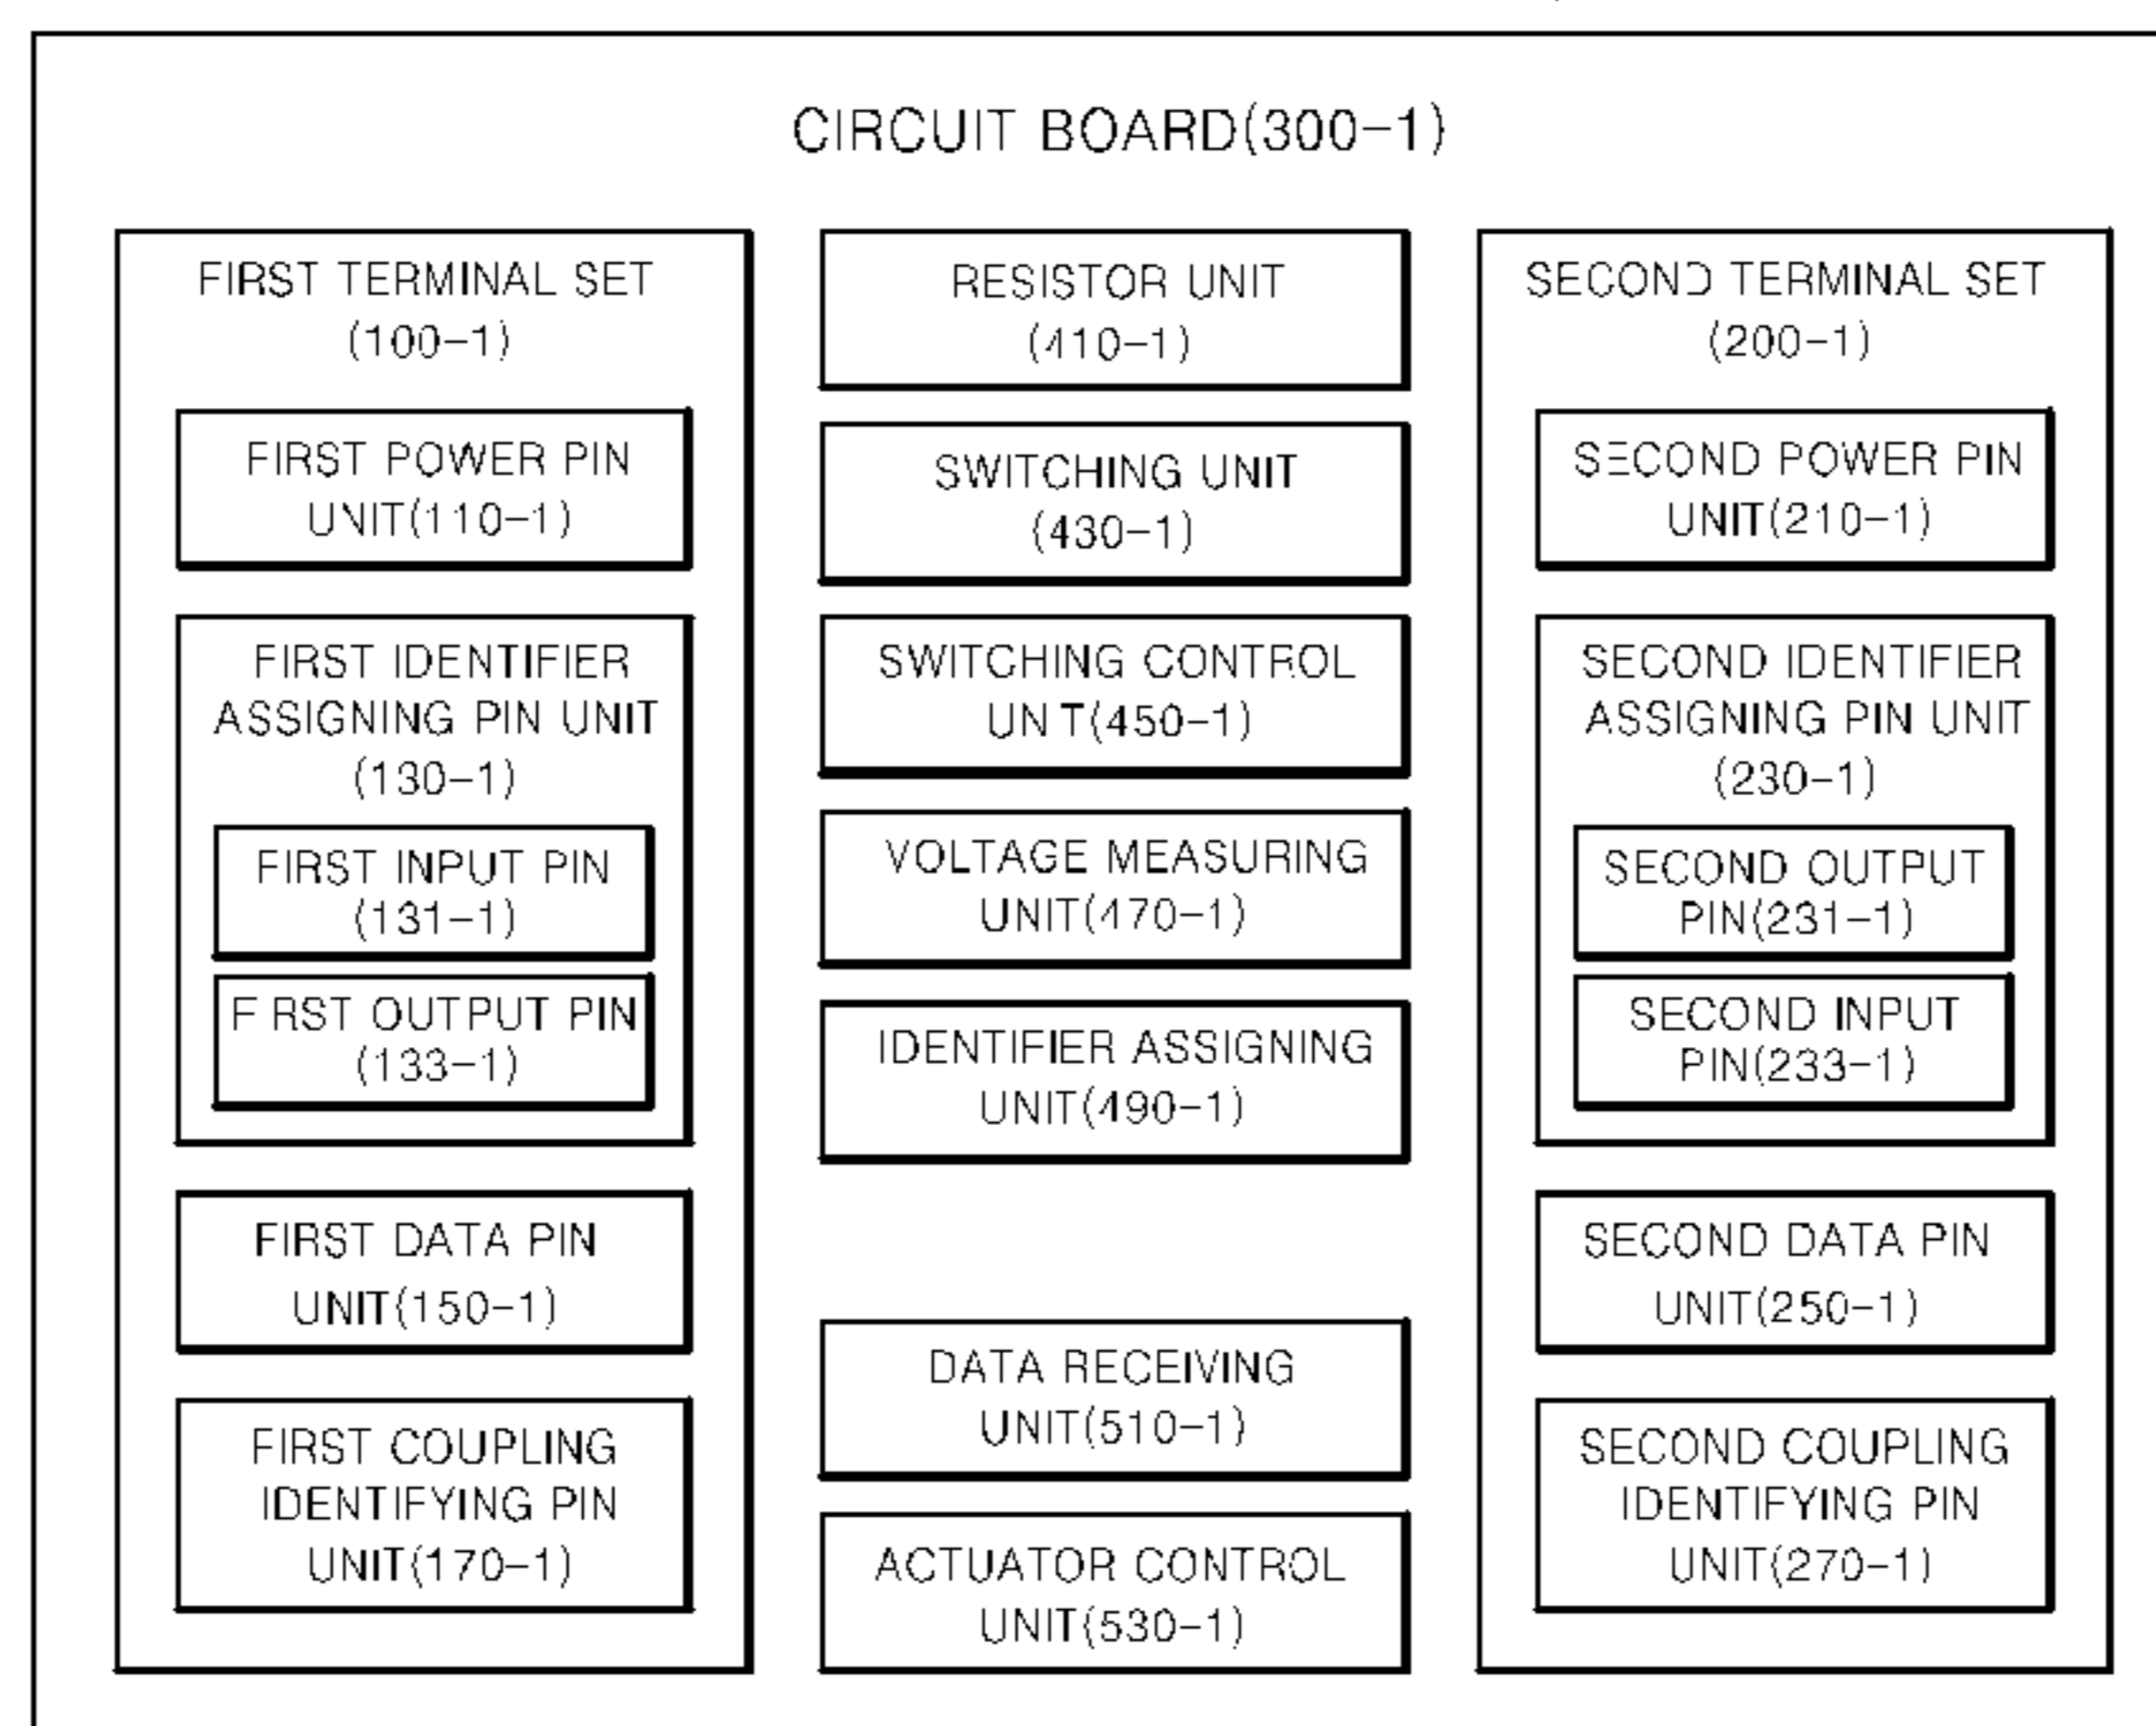 CIRCUIT BOARD(300-1)
FIRST TERMINAL SET
(100-1)
FIRST POWER PIN
UNIT(110-1)
FIRST IDENTIFIER
ASSIGNING PIN UNIT
(130-1)
FIRST INPUT PIN
(131-1)
FIRST OUTPUT PIN
(133-1)
FIRST DATA PIN
UNIT(150-1)
FIRST COUPLING
IDENTIFYING PIN
UNIT(170-1)
RESISTOR UNIT
(410-1)
SWITCHING UNIT
(430-1)
SWITCHING CONTROL
UNIT(450-1)
VOLTAGE MEASURING
UNIT(470-1)
IDENTIFIER ASSIGNING
UNIT(490-1)
DATA RECEIVING
UNIT(510-1)
ACTUATOR CONTROL
UNIT(530-1)
SECOND TERMINAL SET
(200-1)
SECOND POWER PIN
UNIT(210-1)
SECOND IDENTIFIER
ASSIGNING PIN UNIT
(230-1)
SECOND OUTPUT
PIN(231-1)
SECOND INPUT
PIN(233-1)
SECOND DATA PIN
UNIT(250-1)
SECOND COUPLING
IDENTIFYING PIN
UNIT(270-1)